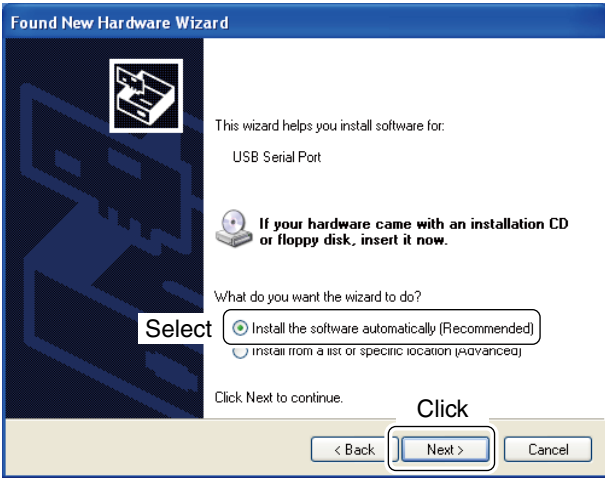 Found New Hardware Wizard
This wizard helps you install software for:
USB Serial Port
If your hardware came with an installation CD
or floppy disk, insert it now.
What do you want the wizard to do?
Select
Install the software automatically (Recommended)
Install from a list or specific location (Advanced)
Click Next to continue.
Click
< Back
Next >
Cancel